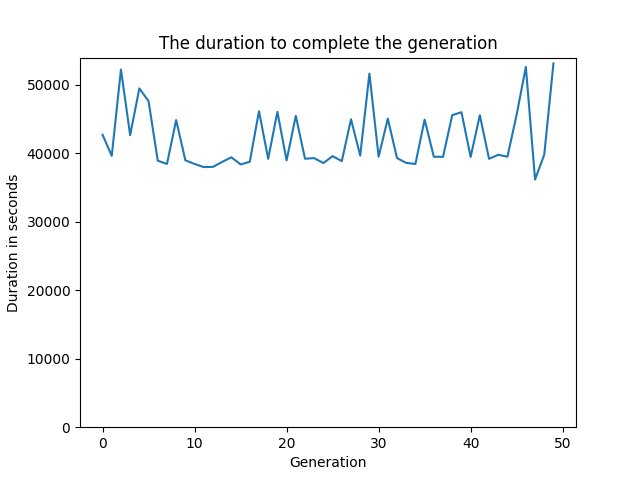 The duration to complete the generation
50000
40000
30000
20000
10000
0
Duration in seconds
0 10 20 30 40 50
Generation